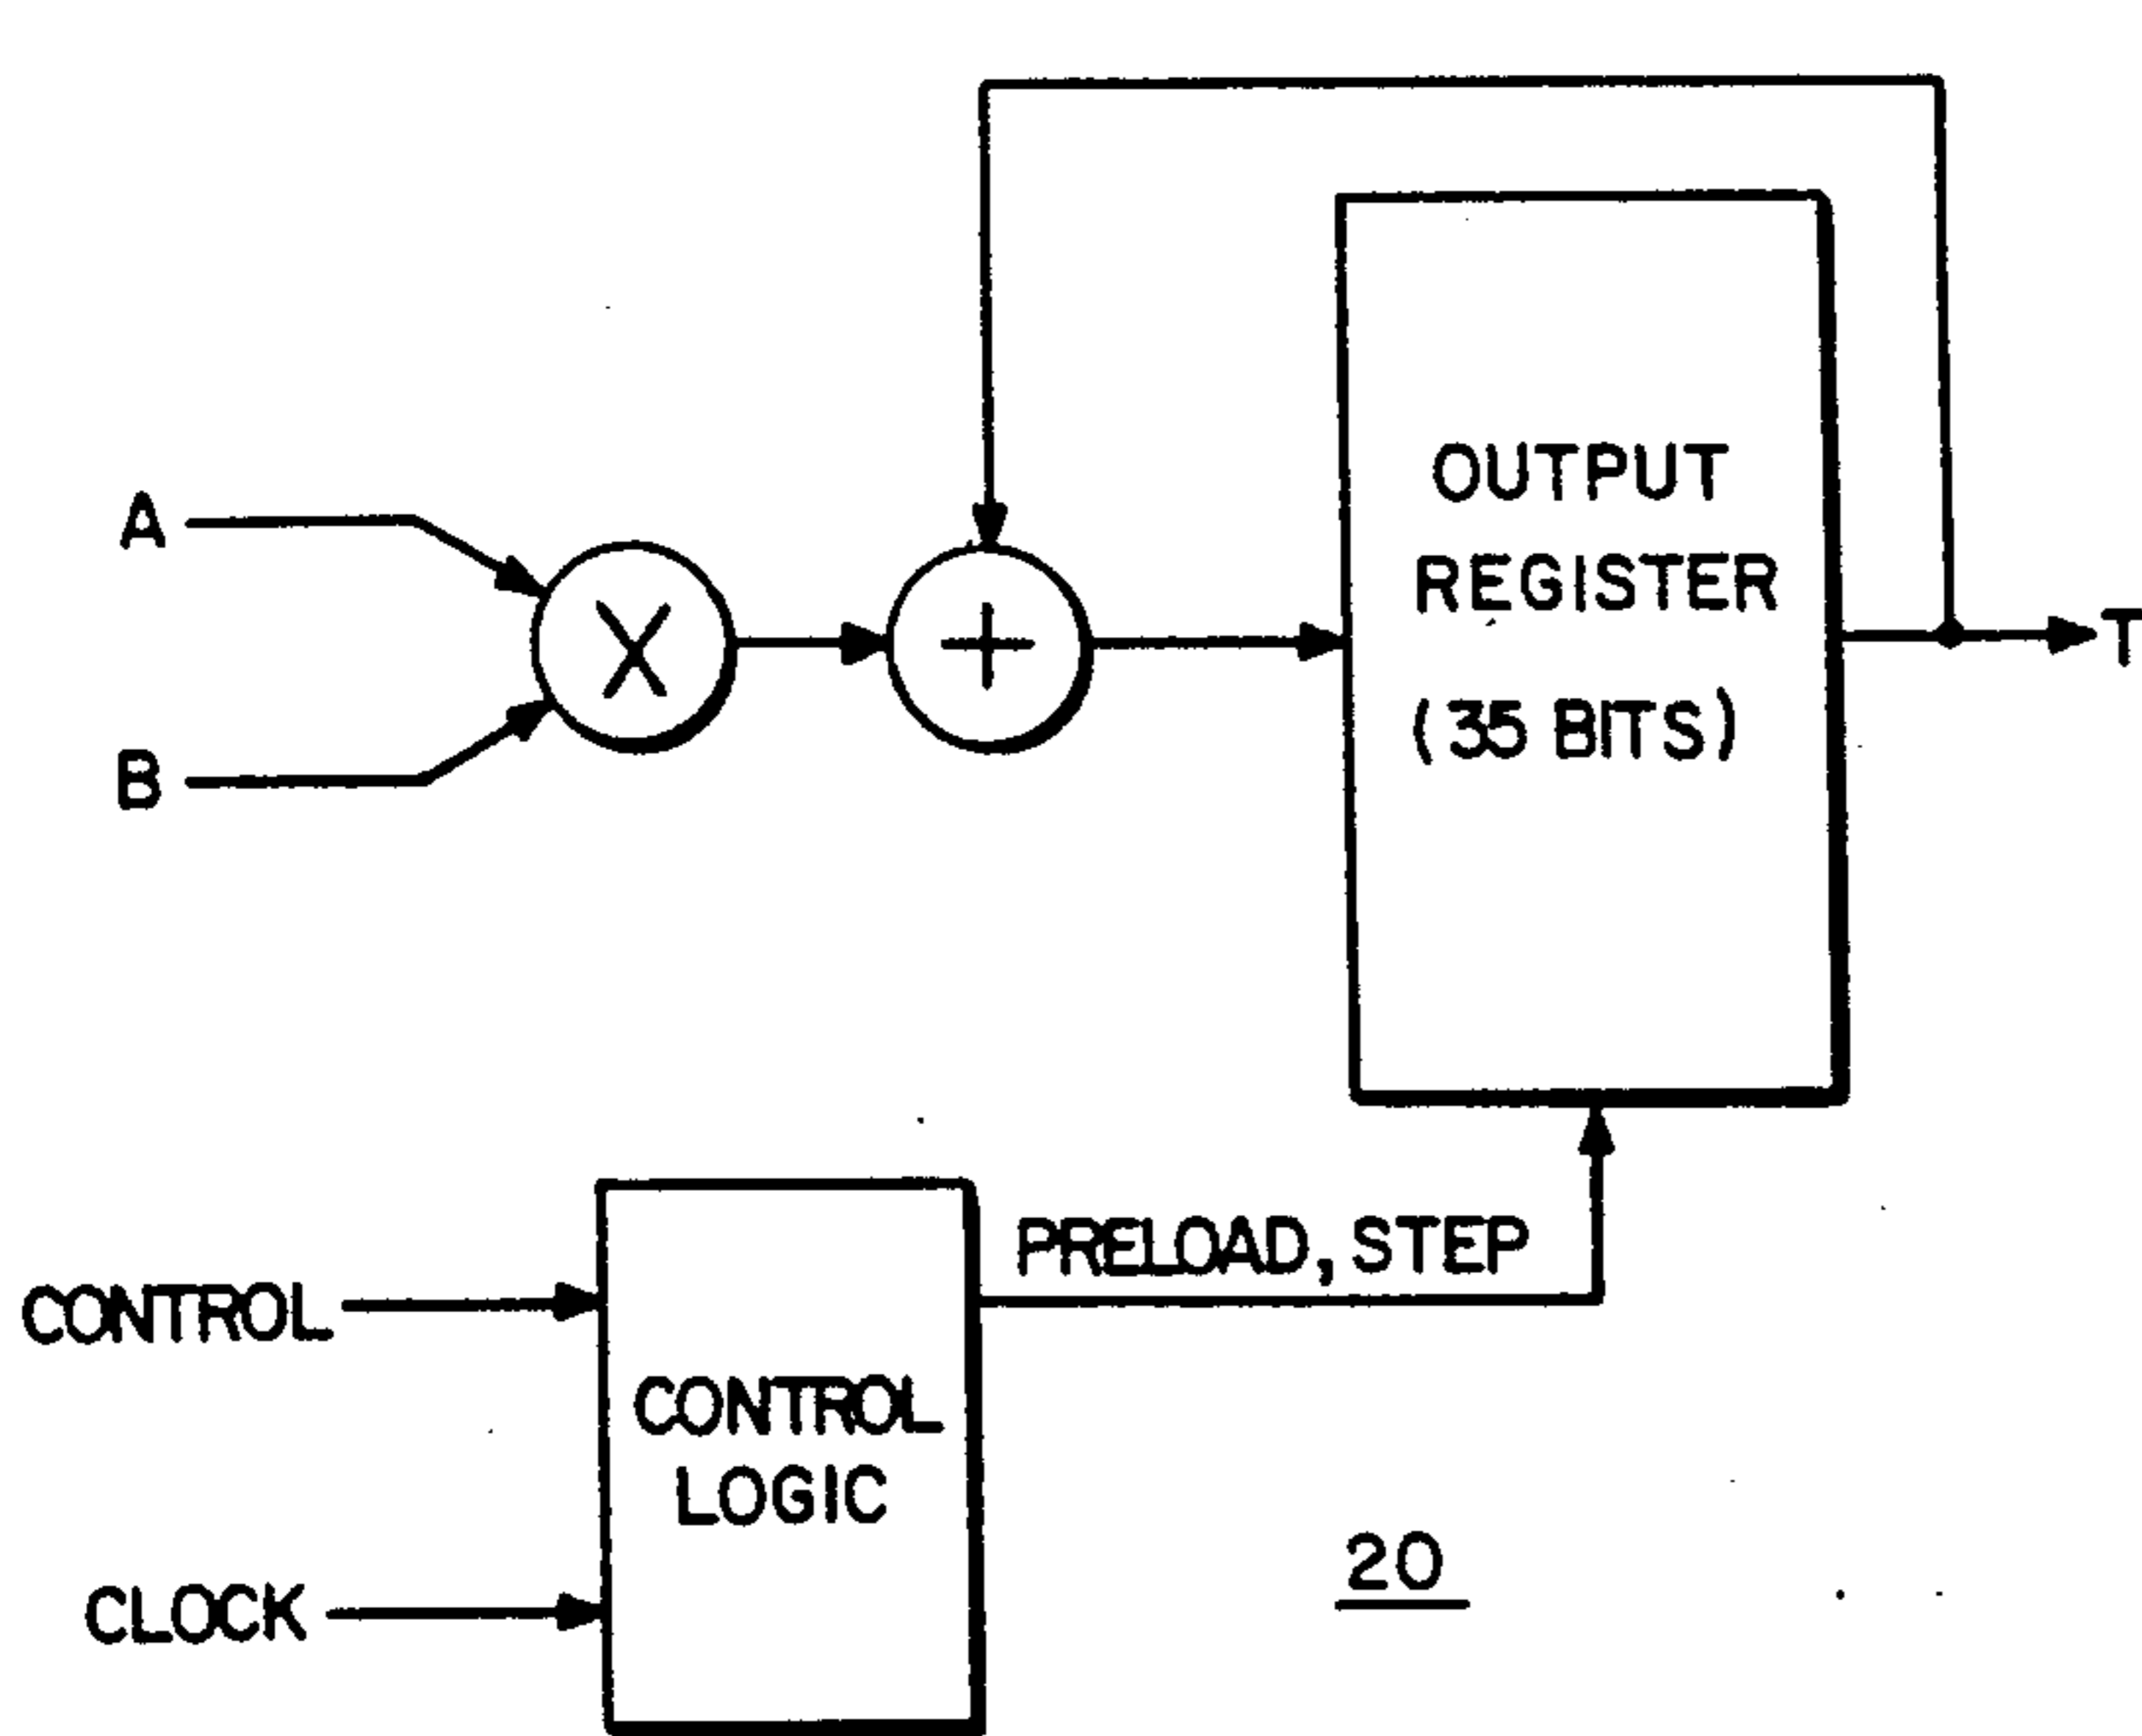 A
B
X
+
OUTPUT
REGISTER
(35 BITS)
T
PRELOAD, STEP
CONTROL
CONTROL
LOGIC
CLOCK
20